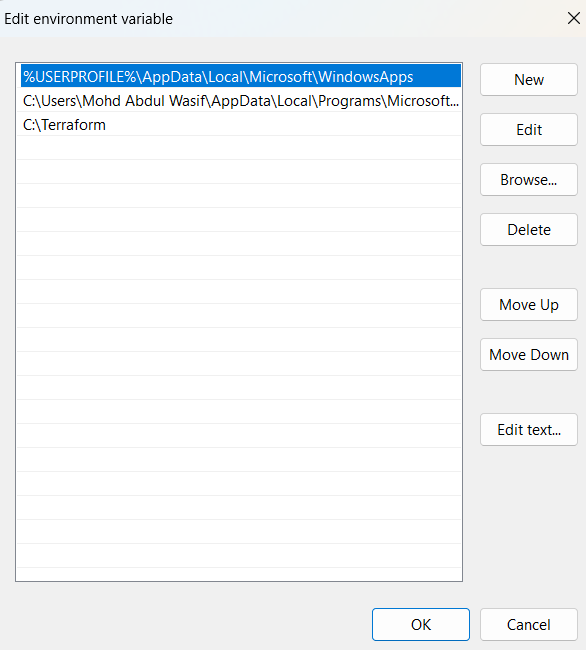 Edit environment variable
%USERPROFILE%\AppData\Local\Microsoft\WindowsApps
C:\Users\Mohd Abdul Wasif\AppData\Local\Programs\Microsoft...
C:\Terraform
New
Edit
Browse...
Delete
Move Up
Move Down
Edit text...
OK
Cancel